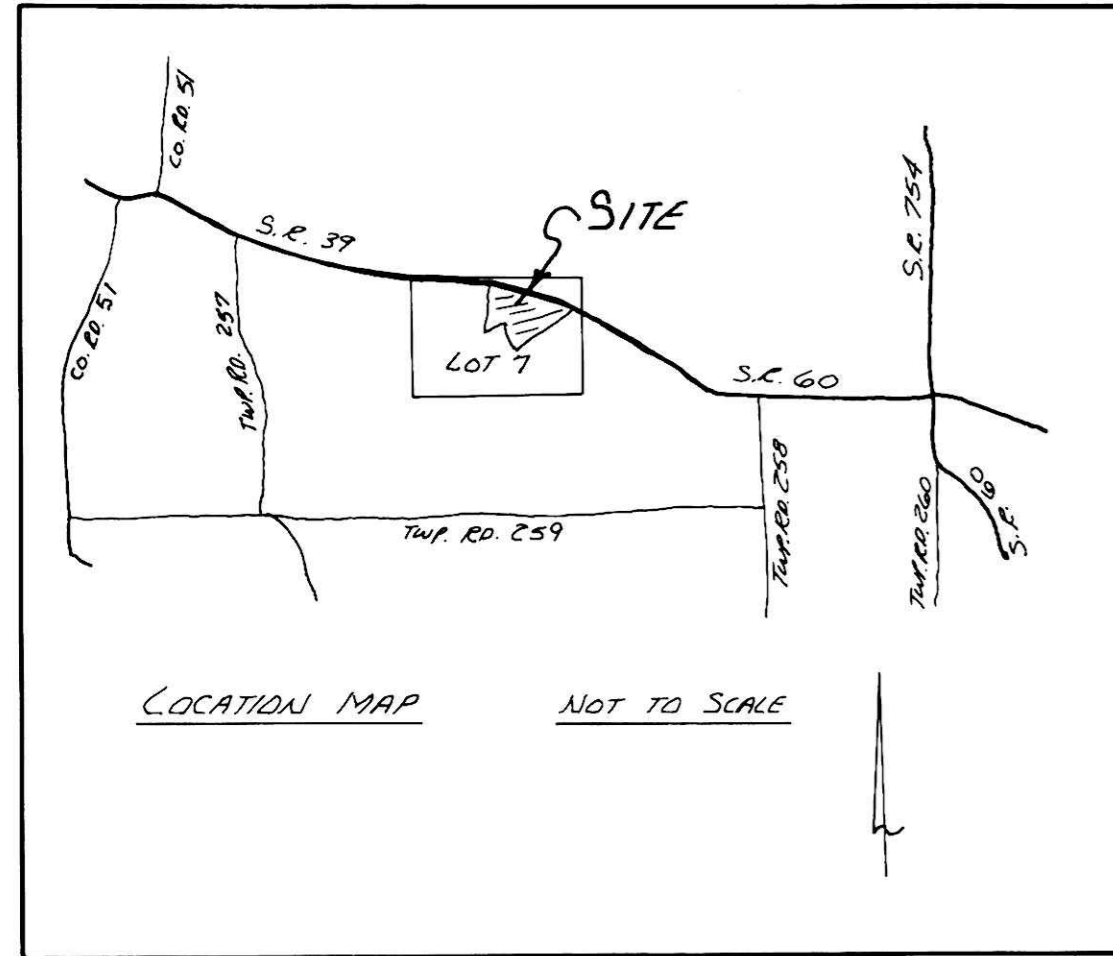 CO. RD. 51
S.R. 39
SITE
S.R. 754
CO. RD. 51
TWP. RD. 257
LOT 7
S.R. 60
TWP. RD. 259
TWP. RD. 258
TWP. RD. 260
S.R. 60
LOCATION MAP
NOT TO SCALE